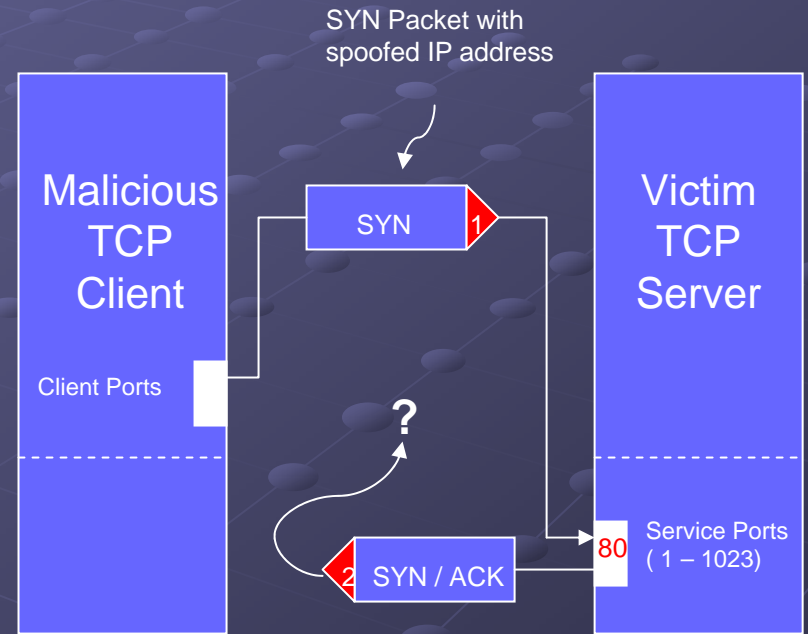 SYN Packet with
spoofed IP address
Malicious
TCP
Client
SYN
1
Victim
TCP
Server
Client Ports
?
2
SYN / ACK
80
Service Ports
( 1 – 1023)